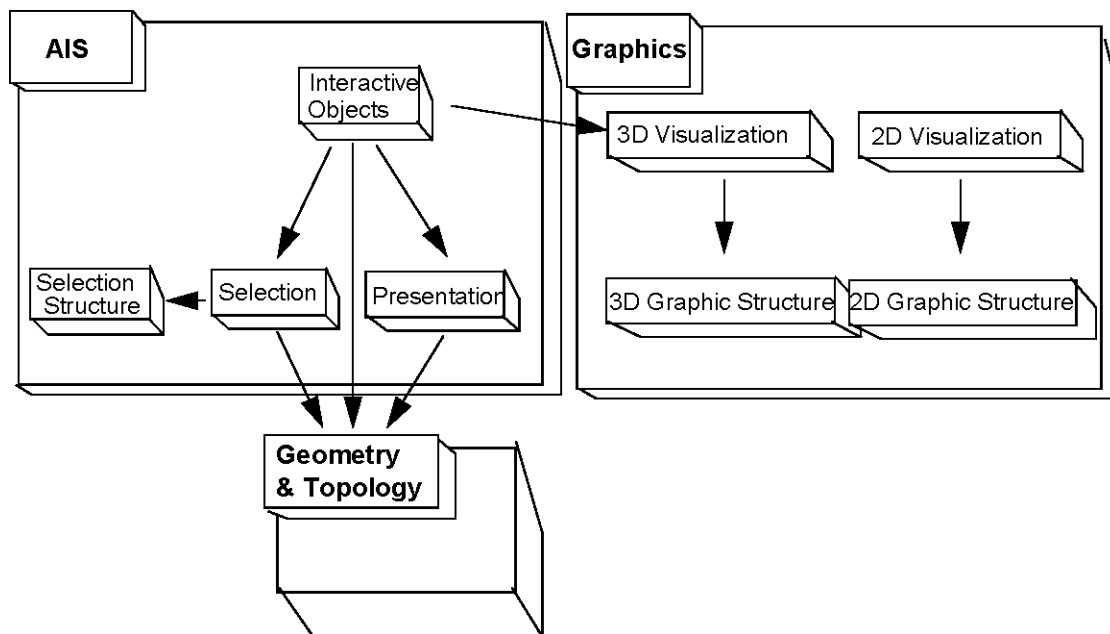 AIS
Graphics
Interactive
Objects
3D Visualization
2D Visualization
Selection
Structure
Selection
Presentation
3D Graphic Structure
2D Graphic Structure
Geometry
& Topology